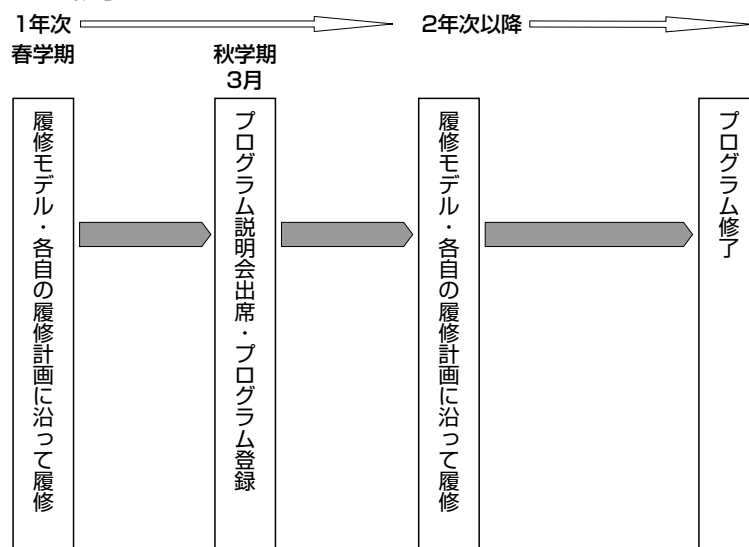 1年次
2年次以降
春学期
秋学期
3月
履修モデル・各自の履修計画に沿って履修
プログラム説明会出席・プログラム登録
履修モデル・各自の履修計画に沿って履修
プログラム修了